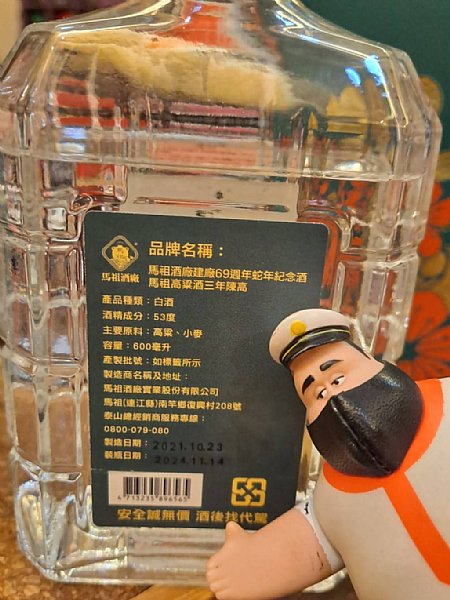 馬祖酒廠
品牌名稱：
馬祖酒廠建廠69週年蛇年紀念酒
馬祖高粱酒三年陳高
產品種類：白酒
酒精成分：53度
主要原料：高粱、小麥
容量：600毫升
產製批號：如標籤所示
製造商名稱及地址：
馬祖酒廠實業股份有限公司
馬祖(連江縣)南竿鄉復興村208號
泰山總經銷商服務專線：
0800-079-080
製造日期：2021.10.23
裝瓶日期：2024.11.14
4713235896565
安全誠無價 酒後找代駕